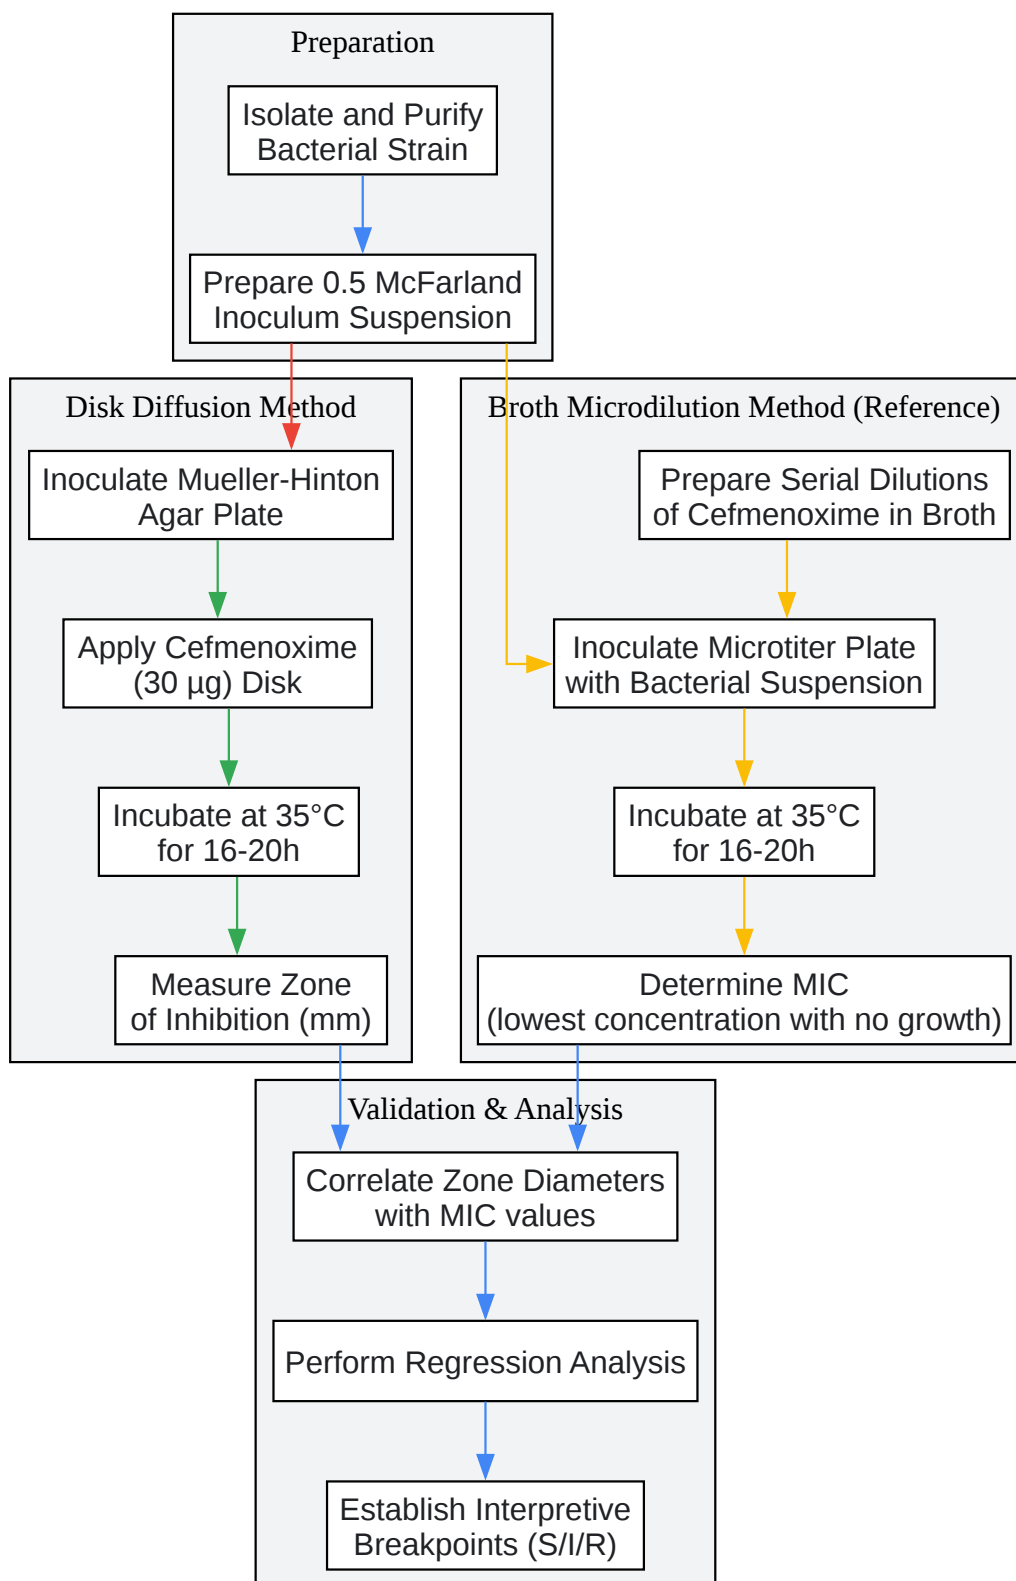 Preparation
Isolate and Purify
Bacterial Strain
Prepare 0.5 McFarland
Inoculum Suspension
Disk Diffusion Method
Inoculate Mueller-Hinton
Agar Plate
Apply Cefmenoxime
(30 µg) Disk
Incubate at 35°C
for 16-20h
Measure Zone
of Inhibition (mm)
Broth Microdilution Method (Reference)
Prepare Serial Dilutions
of Cefmenoxime in Broth
Inoculate Microtiter Plate
with Bacterial Suspension
Incubate at 35°C
for 16-20h
Determine MIC
(lowest concentration with no growth)
Validation & Analysis
Correlate Zone Diameters
with MIC values
Perform Regression Analysis
Establish Interpretive
Breakpoints (S/I/R)